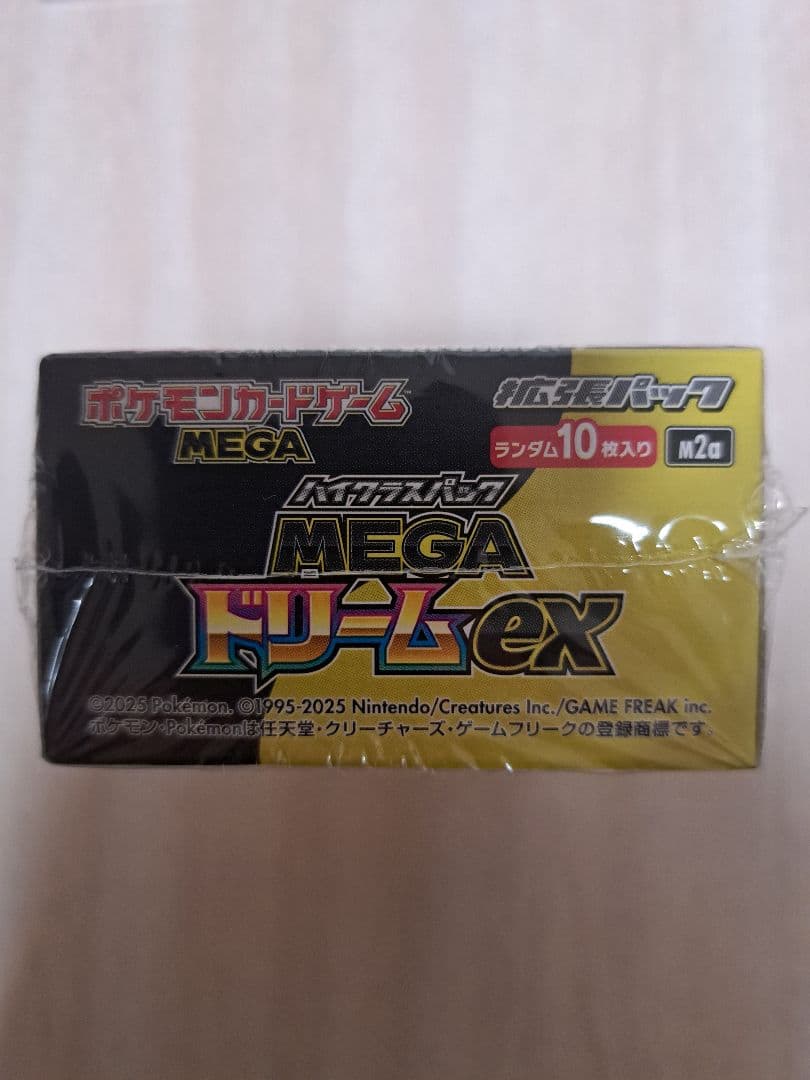 ポケモンカードゲーム™
MEGA
拡張パック
ランダム10枚入り M2a
ハイクラスパック
MEGA
ドリームex
©2025 Pokémon. ©1995-2025 Nintendo/Creatures Inc./GAME FREAK inc.
ポケモン・Pokémonは任天堂・クリーチャーズ・ゲームフリークの登録商標です。